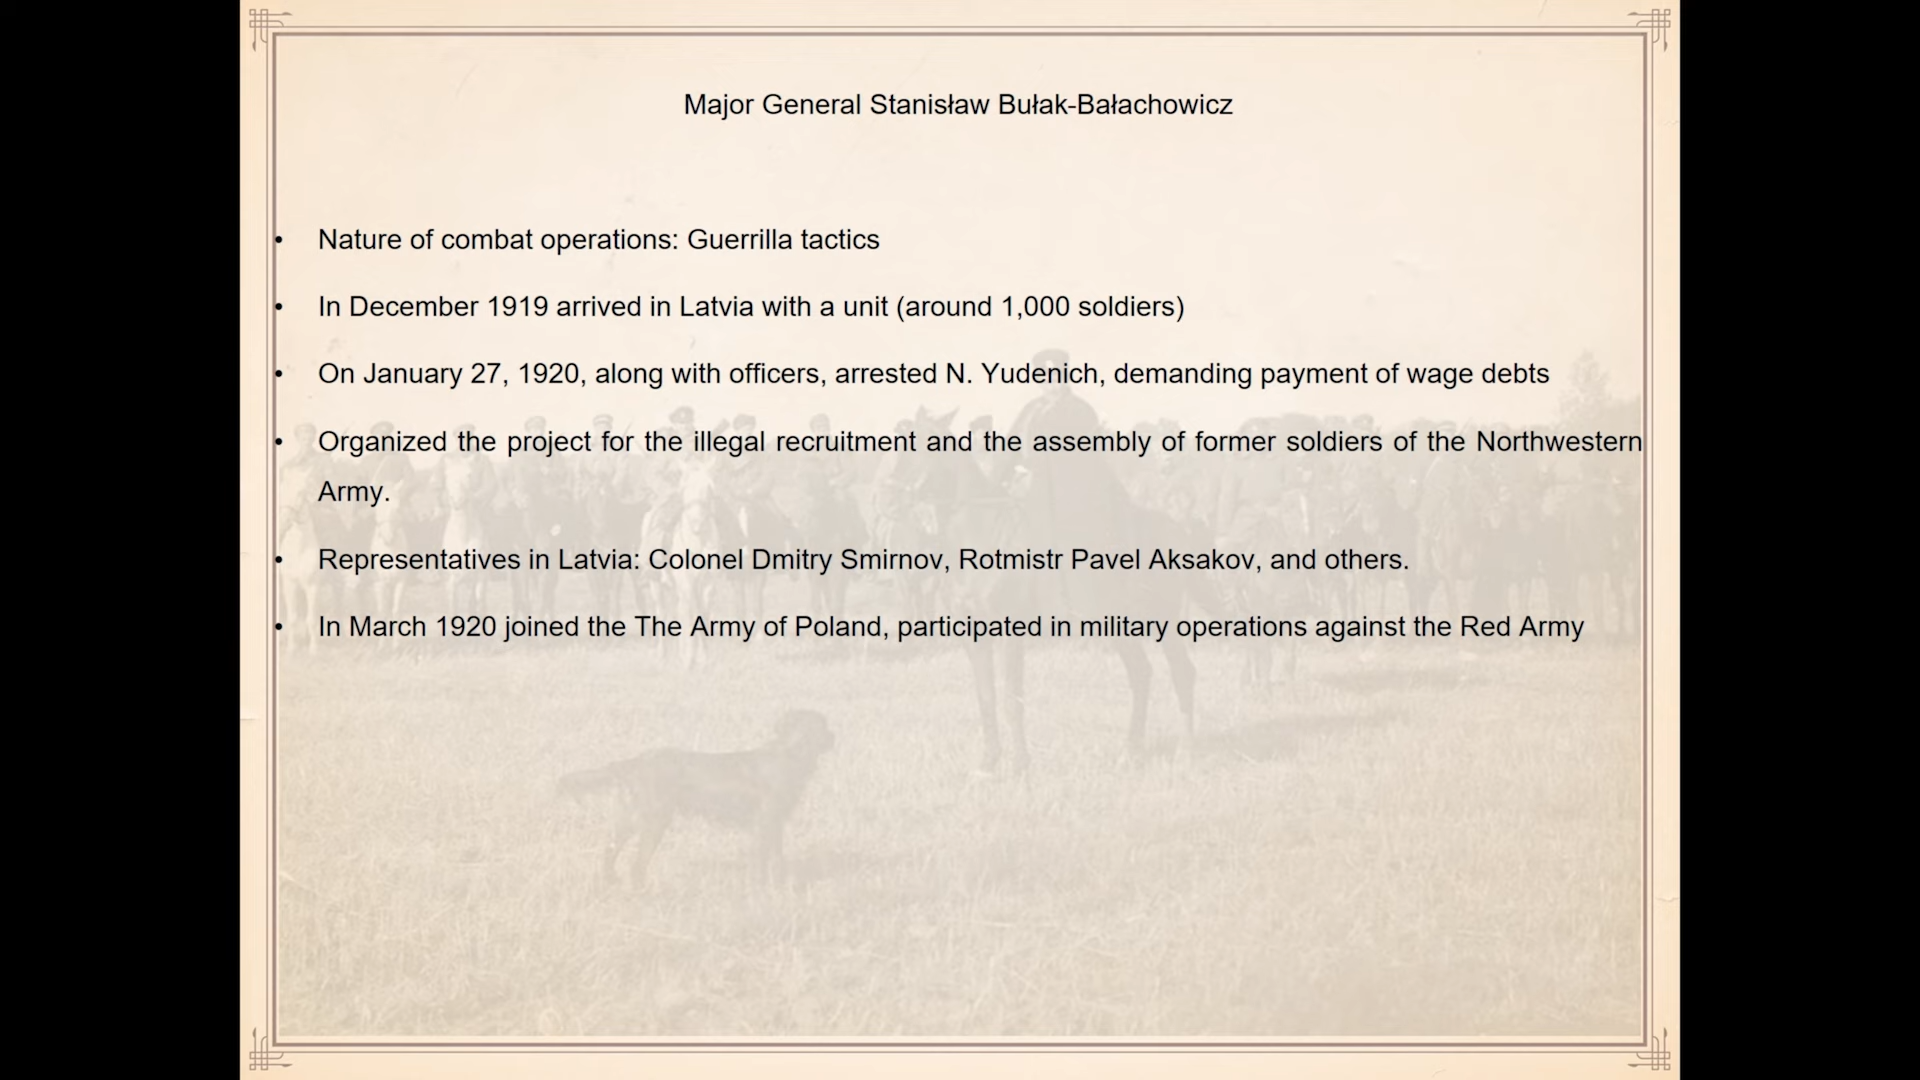 Major General Stanisław Bułak-Bałachowicz
• Nature of combat operations: Guerrilla tactics
• In December 1919 arrived in Latvia with a unit (around 1,000 soldiers)
• On January 27, 1920, along with officers, arrested N. Yudenich, demanding payment of wage debts
• Organized the project for the illegal recruitment and the assembly of former soldiers of the Northwestern
Army.
• Representatives in Latvia: Colonel Dmitry Smirnov, Rotmistr Pavel Aksakov, and others.
• In March 1920 joined the The Army of Poland, participated in military operations against the Red Army